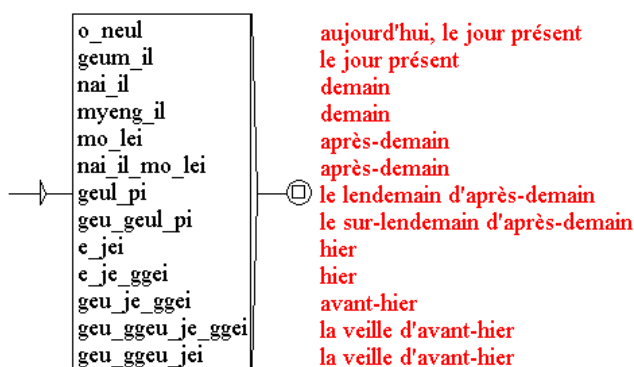 o_neul aujourd'hui, le jour présent
geum_il le jour présent
nai_il demain
myeng_il demain
mo_lei après-demain
nai_il_mo_lei après-demain
geul_pi le lendemain d'après-demain
geu_geul_pi le sur-lendemain d'après-demain
e_jei hier
e_je_ggei hier
geu_je_ggei avant-hier
geu_ggeu_je_ggei la veille d'avant-hier
geu_ggeu_jei la veille d'avant-hier